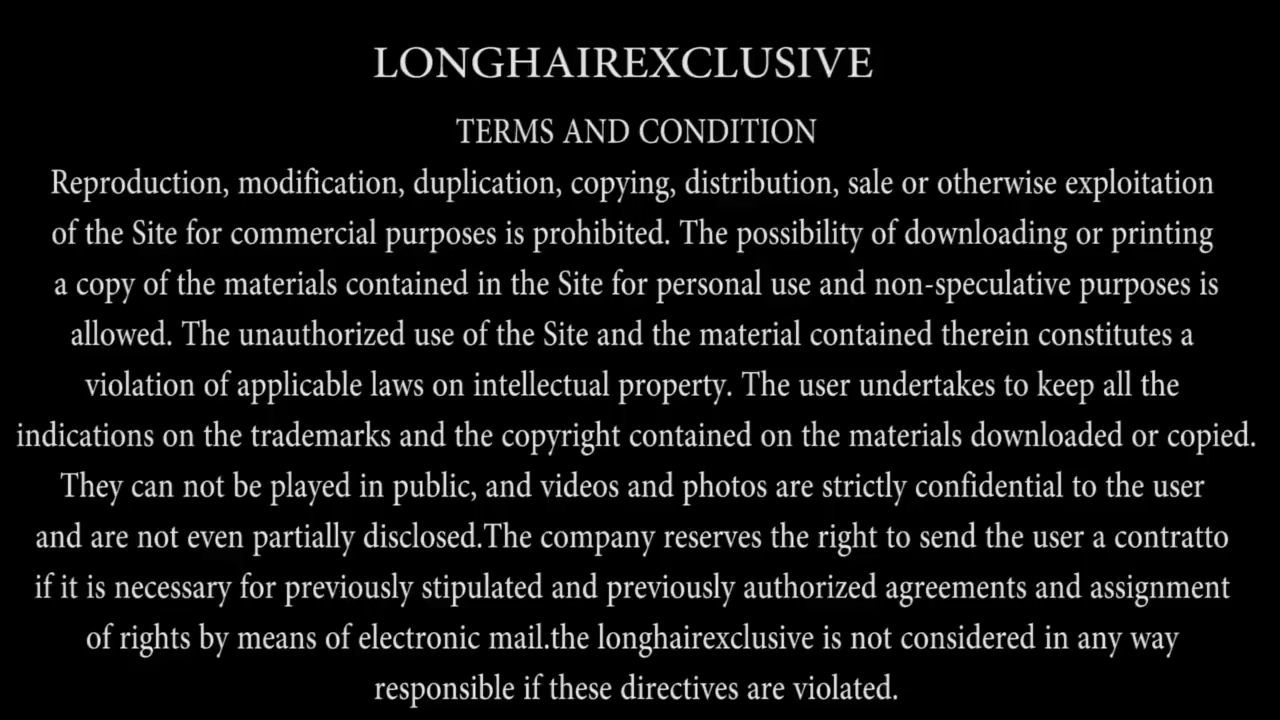 LONGHAIREXCLUSIVE
TERMS AND CONDITION
Reproduction, modification, duplication, copying, distribution, sale or otherwise exploitation
of the Site for commercial purposes is prohibited. The possibility of downloading or printing
a copy of the materials contained in the Site for personal use and non-speculative purposes is
allowed. The unauthorized use of the Site and the material contained therein constitutes a
violation of applicable laws on intellectual property. The user undertakes to keep all the
indications on the trademarks and the copyright contained on the materials downloaded or copied.
They can not be played in public, and videos and photos are strictly confidential to the user
and are not even partially disclosed.The company reserves the right to send the user a contratto
if it is necessary for previously stipulated and previously authorized agreements and assignment
of rights by means of electronic mail.the longhairexclusive is not considered in any way
responsible if these directives are violated.